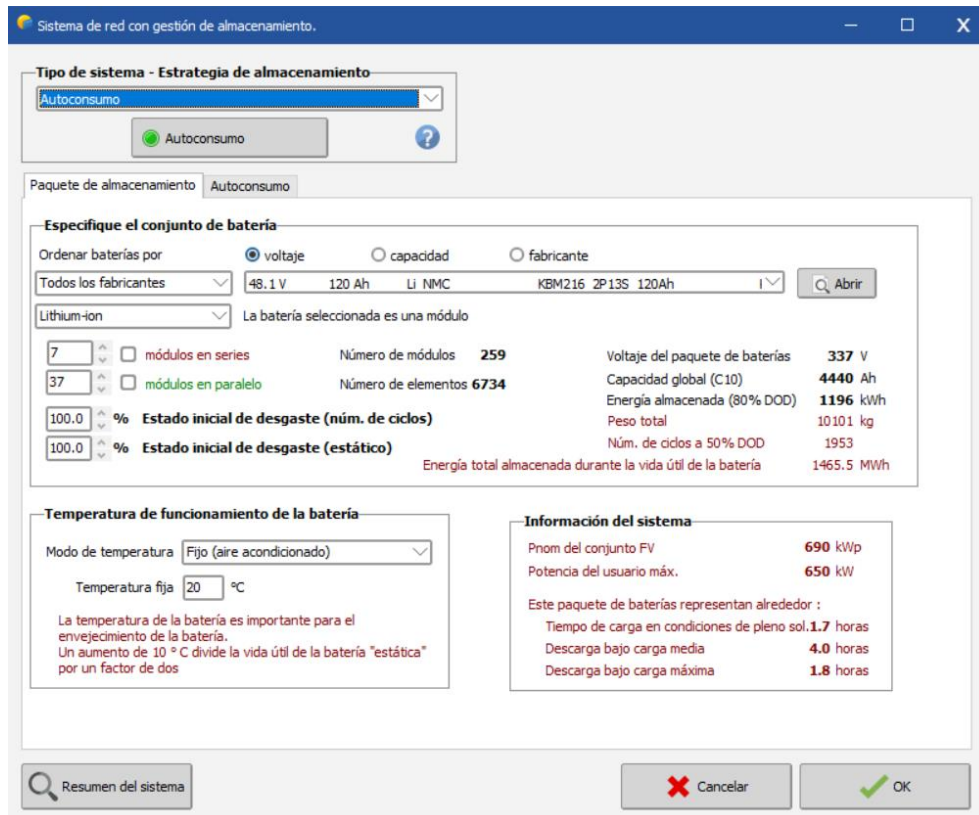 Sistema de red con gestión de almacenamiento.
Tipo de sistema - Estrategia de almacenamiento
Autoconsumo
Autoconsumo
Paquete de almacenamiento Autoconsumo
Especifique el conjunto de batería
Ordenar baterías por voltaje capacidad fabricante
Todos los fabricantes 48.1 V 120 Ah Li NMC KBM216 2P13S 120Ah Abrir
Lithium-ion La batería seleccionada es una módulo
7 módulos en series Número de módulos 259 Voltaje del paquete de baterías 337 V
37 módulos en paralelo Número de elementos 6734 Capacidad global (C10) 4440 Ah
Energía almacenada (80% DOD) 1196 kWh
100.0 % Estado inicial de desgaste (núm. de ciclos) Peso total 10101 kg
100.0 % Estado inicial de desgaste (estático) Núm. de ciclos a 50% DOD 1953
Energía total almacenada durante la vida útil de la batería 1465.5 MWh
Temperatura de funcionamiento de la batería
Modo de temperatura Fijo (aire acondicionado)
Temperatura fija 20 ºC
La temperatura de la batería es importante para el
envejecimiento de la batería.
Un aumento de 10 º C divide la vida útil de la batería "estática"
por un factor de dos
Información del sistema
Pnom del conjunto FV 690 kWp
Potencia del usuario máx. 650 kW
Este paquete de baterías representan alrededor :
Tiempo de carga en condiciones de pleno sol. 1.7 horas
Descarga bajo carga media 4.0 horas
Descarga bajo carga máxima 1.8 horas
Resumen del sistema Cancelar OK